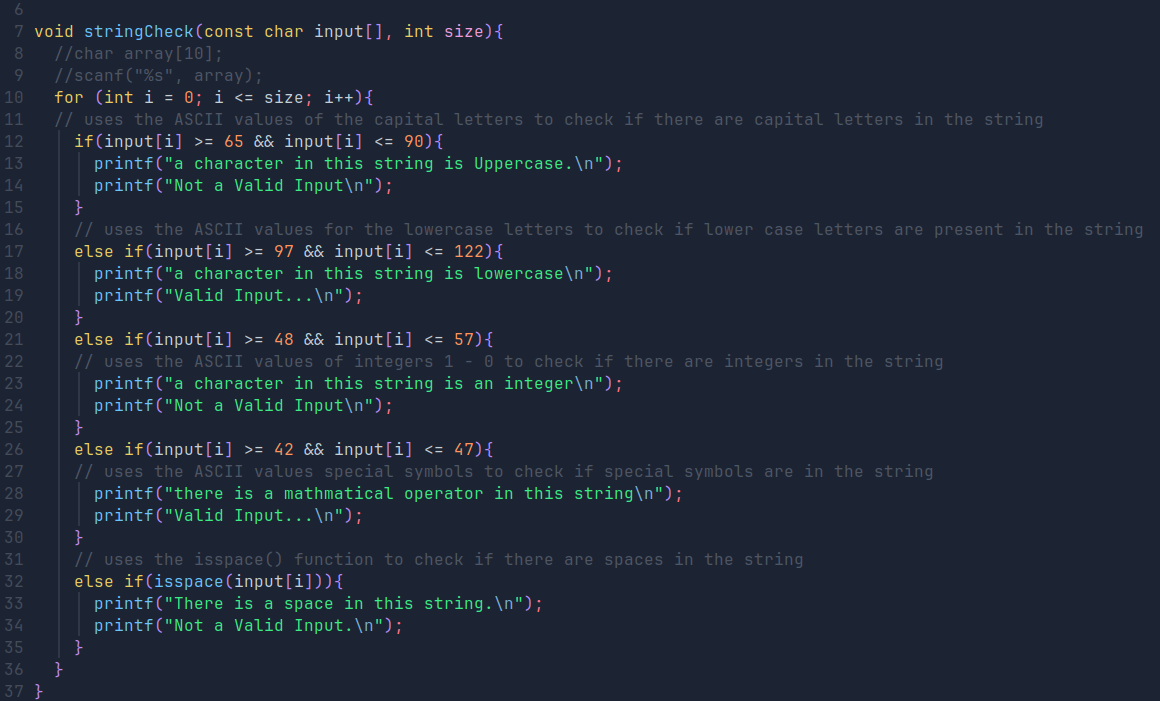 6
7 void stringCheck(const char input[], int size){
8   //char array[10];
9   //scanf("%s", array);
10   for (int i = 0; i <= size; i++){
11   // uses the ASCII values of the capital letters to check if there are capital letters in the string
12     if(input[i] >= 65 && input[i] <= 90){
13       printf("a character in this string is Uppercase.\n");
14       printf("Not a Valid Input\n");
15     }
16     // uses the ASCII values for the lowercase letters to check if lower case letters are present in the string
17     else if(input[i] >= 97 && input[i] <= 122){
18       printf("a character in this string is lowercase\n");
19       printf("Valid Input...\n");
20     }
21     else if(input[i] >= 48 && input[i] <= 57){
22     // uses the ASCII values of integers 1 - 0 to check if there are integers in the string
23       printf("a character in this string is an integer\n");
24       printf("Not a Valid Input\n");
25     }
26     else if(input[i] >= 42 && input[i] <= 47){
27     // uses the ASCII values special symbols to check if special symbols are in the string
28       printf("there is a mathmatical operator in this string\n");
29       printf("Valid Input...\n");
30     }
31     // uses the isspace() function to check if there are spaces in the string
32     else if(isspace(input[i])){
33       printf("There is a space in this string.\n");
34       printf("Not a Valid Input.\n");
35     }
36   }
37 }